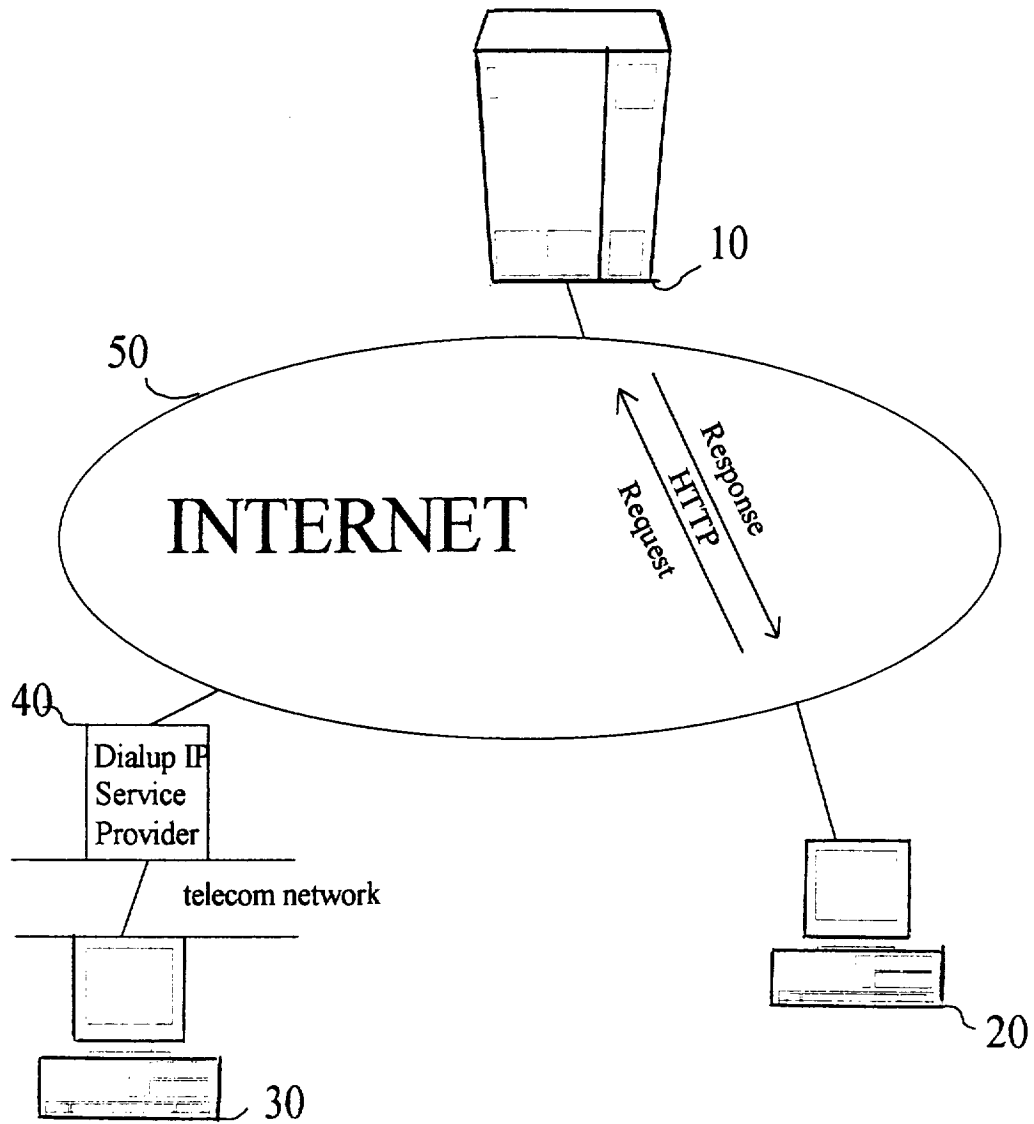 10
50
INTERNET
Response
HTTP
Request
40
Dialup IP
Service
Provider
telecom network
20
30